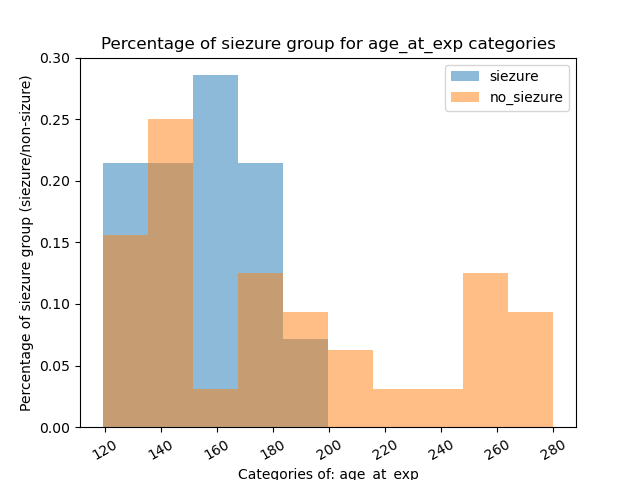 Percentage of siezure group for age_at_exp categories
siezure
no_siezure
Percentage of siezure group (siezure/non-sizure)
0.30
0.25
0.20
0.15
0.10
0.05
0.00
120 140 160 180 200 220 240 260 280
Categories of: age_at_exp